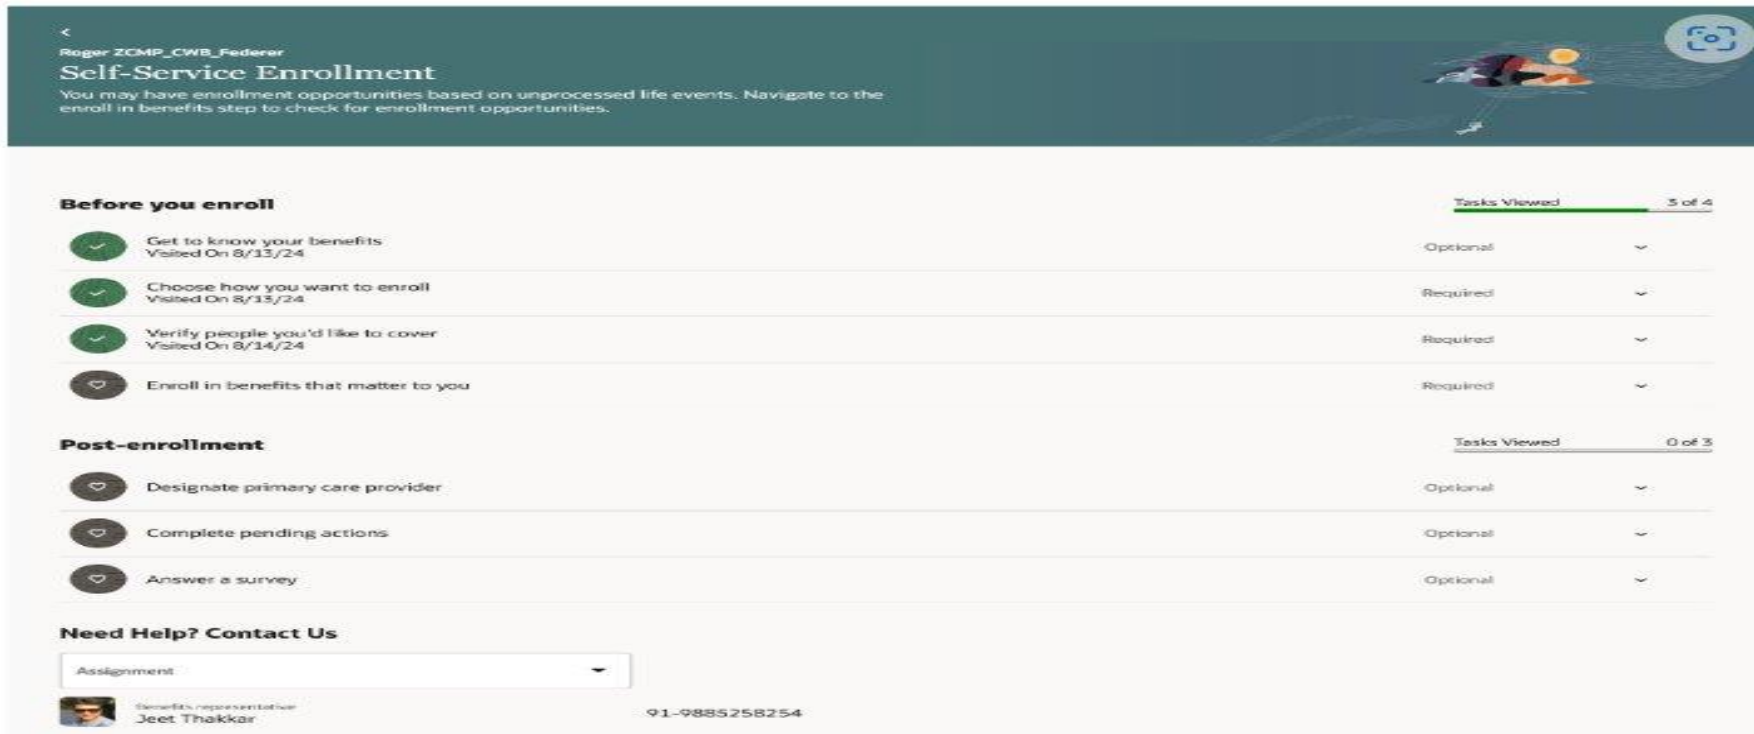 Roger ZCMP_CWB_Federer
Self-Service Enrollment
You may have enrollment opportunities based on unprocessed life events. Navigate to the
enroll in benefits step to check for enrollment opportunities.
Before you enroll
Tasks Viewed 3 of 4
Get to know your benefits
Visited On 8/13/24
Optional
Choose how you want to enroll
Visited On 8/13/24
Required
Verify people you'd like to cover
Visited On 8/14/24
Required
Enroll in benefits that matter to you
Required
Post-enrollment
Tasks Viewed 0 of 3
Designate primary care provider
Optional
Complete pending actions
Optional
Answer a survey
Optional
Need Help? Contact Us
Assignment
Benefits representative
Jeet Thakkar
91-9885258254